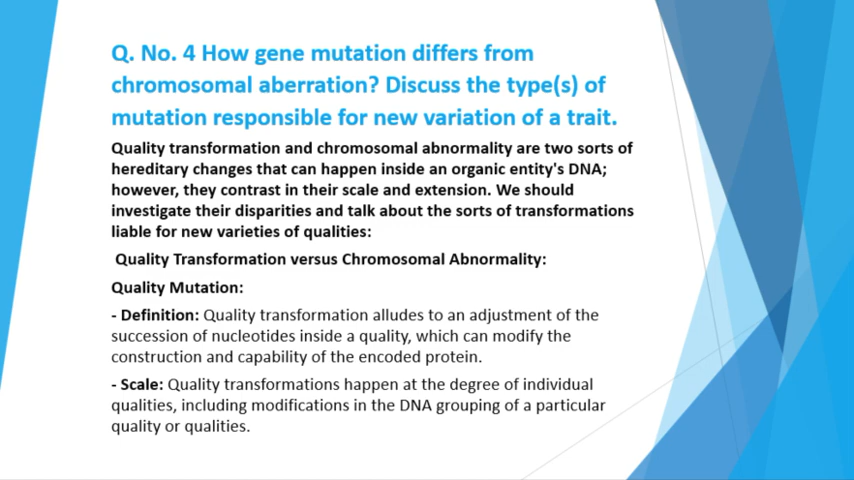 Q. No. 4 How gene mutation differs from
chromosomal aberration? Discuss the type(s) of
mutation responsible for new variation of a trait.
Quality transformation and chromosomal abnormality are two sorts of
hereditary changes that can happen inside an organic entity's DNA;
however, they contrast in their scale and extension. We should
investigate their disparities and talk about the sorts of transformations
liable for new varieties of qualities:
Quality Transformation versus Chromosomal Abnormality:
Quality Mutation:
- Definition: Quality transformation alludes to an adjustment of the
succession of nucleotides inside a quality, which can modify the
construction and capability of the encoded protein.
- Scale: Quality transformations happen at the degree of individual
qualities, including modifications in the DNA grouping of a particular
quality or qualities.